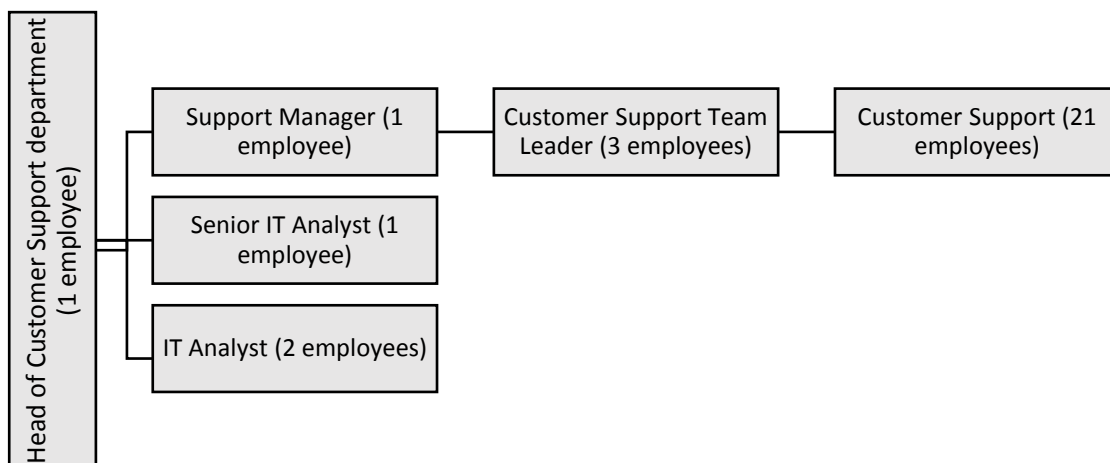 Head of Customer Support department
(1 employee)
Support Manager (1
employee)
Customer Support Team
Leader (3 employees)
Customer Support (21
employees)
Senior IT Analyst (1
employee)
IT Analyst (2 employees)